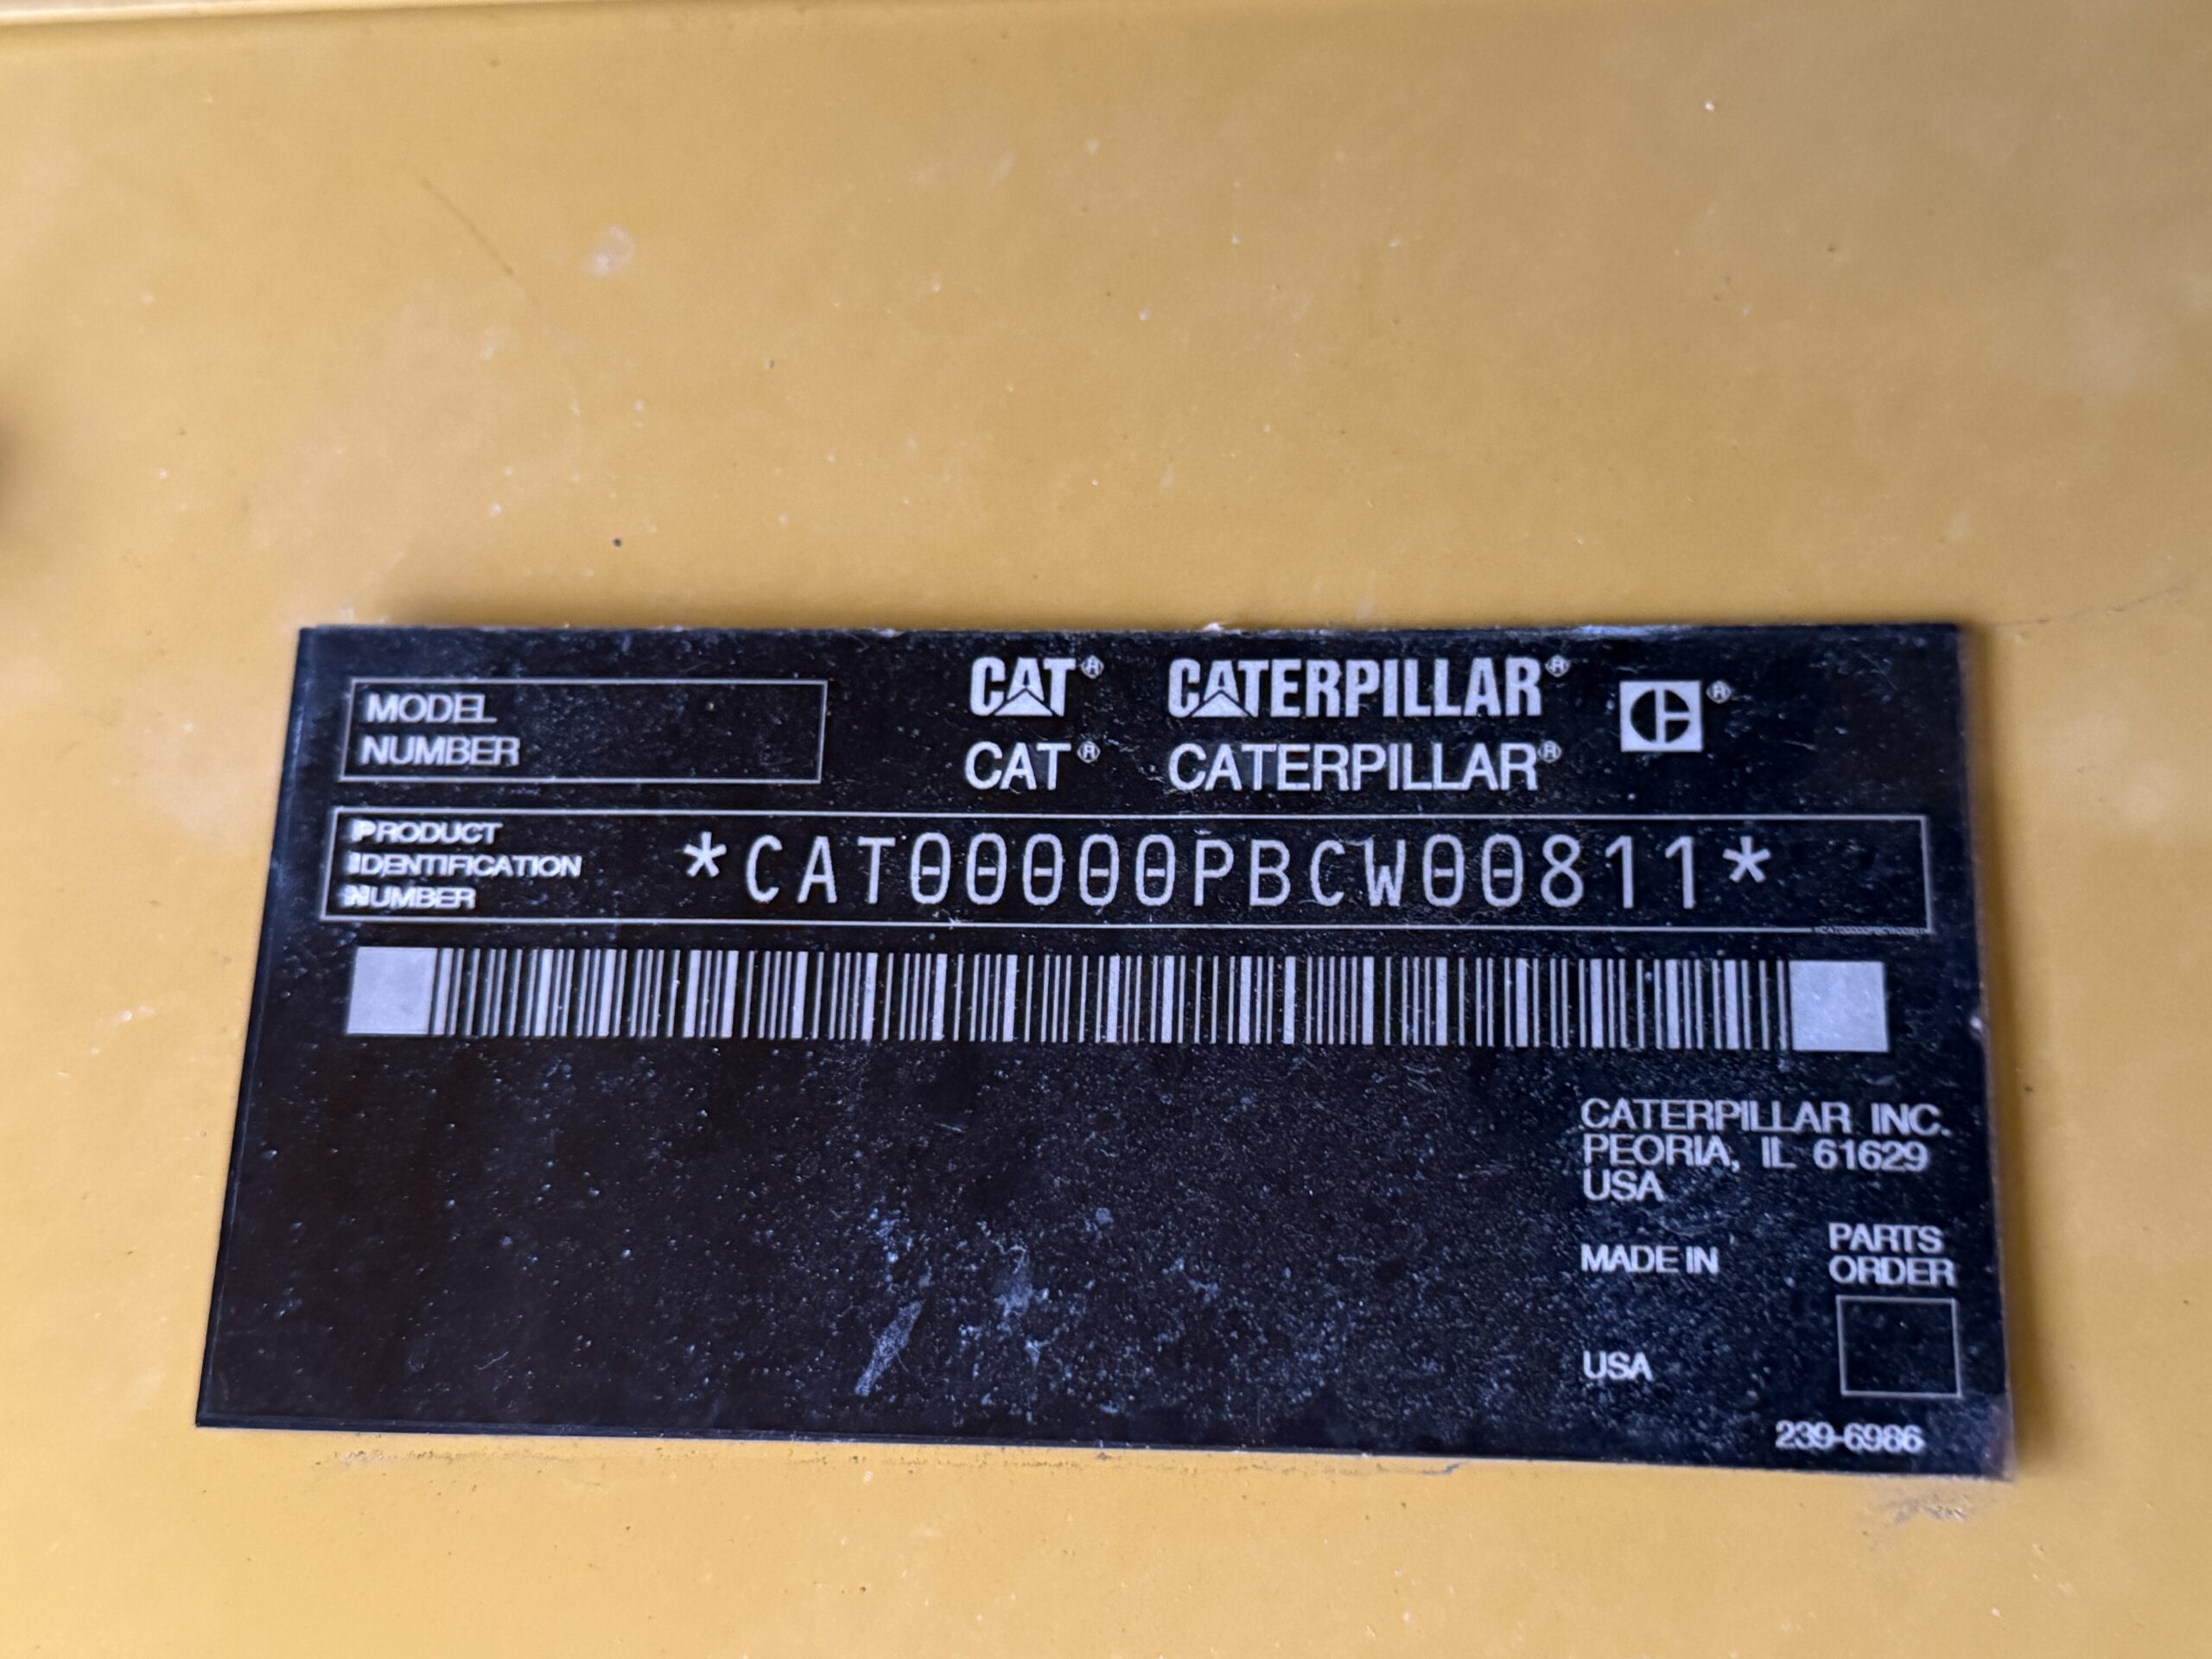 MODEL
NUMBER
CAT® CATERPILLAR® ®
CAT® CATERPILLAR®
PRODUCT
IDENTIFICATION
NUMBER
*CAT00000PBCW00811*
CATERPILLAR INC.
PEORIA, IL 61629
USA
MADE IN
USA
PARTS
ORDER
239-6986